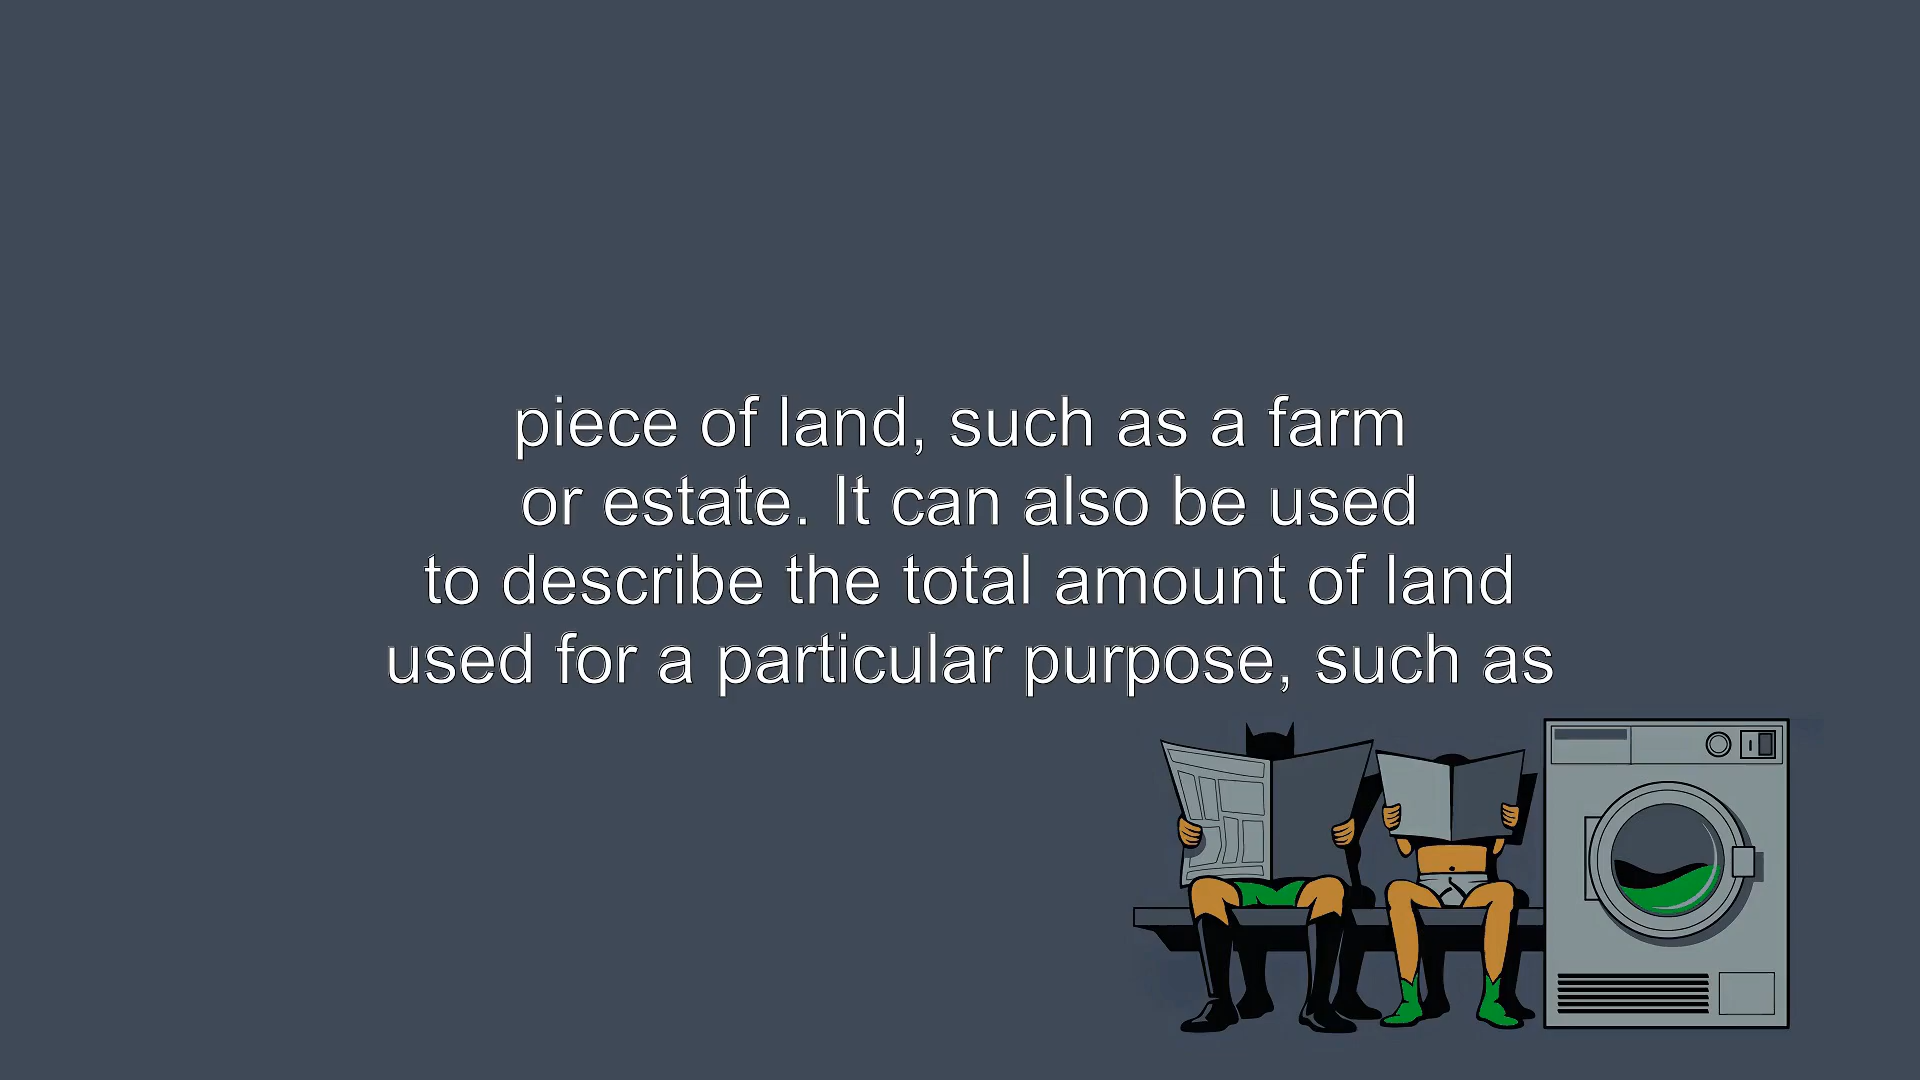 piece of land, such as a farm
or estate. It can also be used
to describe the total amount of land
used for a particular purpose, such as